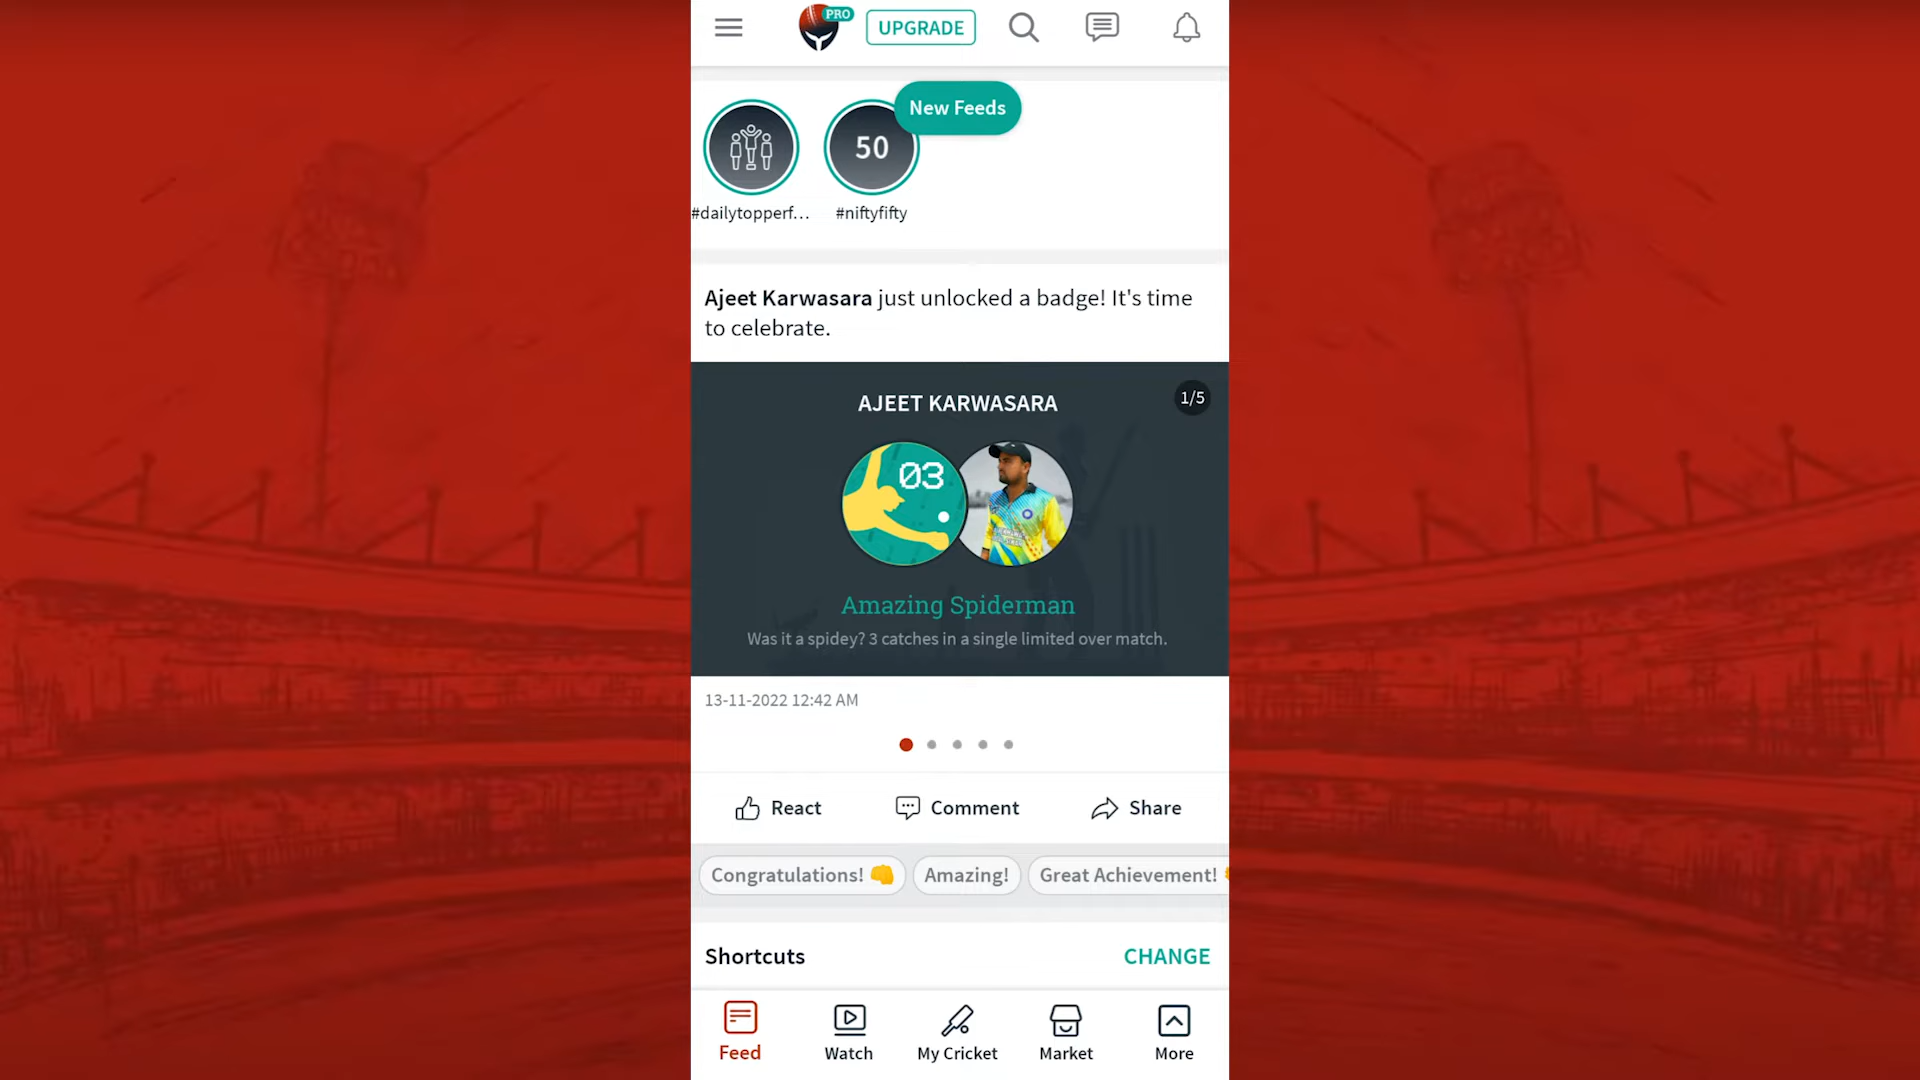 PRO
UPGRADE
New Feeds
50
#dailytopperf...
#niftyfifty
Ajeet Karwasara just unlocked a badge! It's time
to celebrate.
AJEET KARWASARA
1/5
03
Amazing Spiderman
Was it a spidey? 3 catches in a single limited over match.
13-11-2022 12:42 AM
React
Comment
Share
Congratulations! 👊
Amazing!
Great Achievement!
Shortcuts
CHANGE
Feed
Watch
My Cricket
Market
More